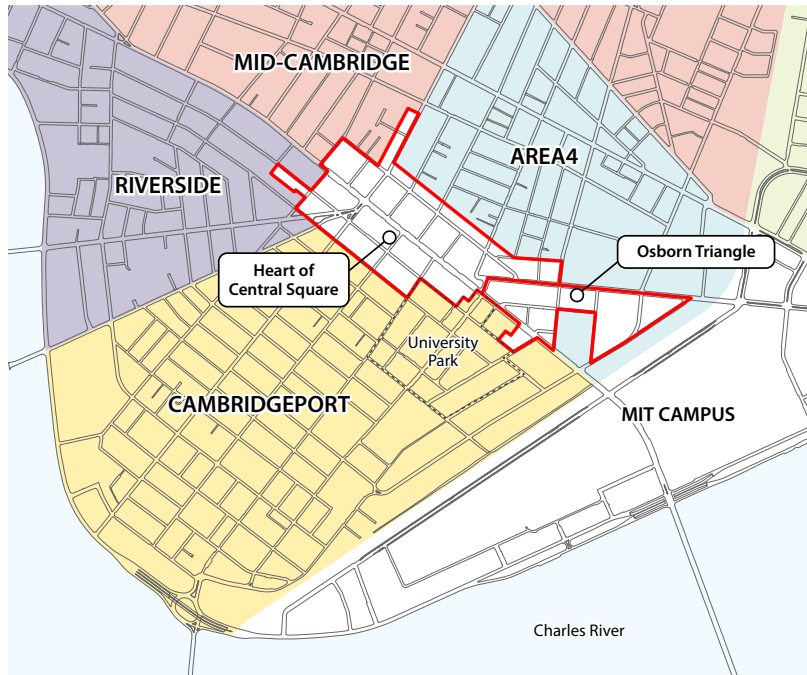 MID-CAMBRIDGE
AREA4
RIVERSIDE
Osborn Triangle
Heart of
Central Square
University
Park
CAMBRIDGEPORT
MIT CAMPUS
Charles River